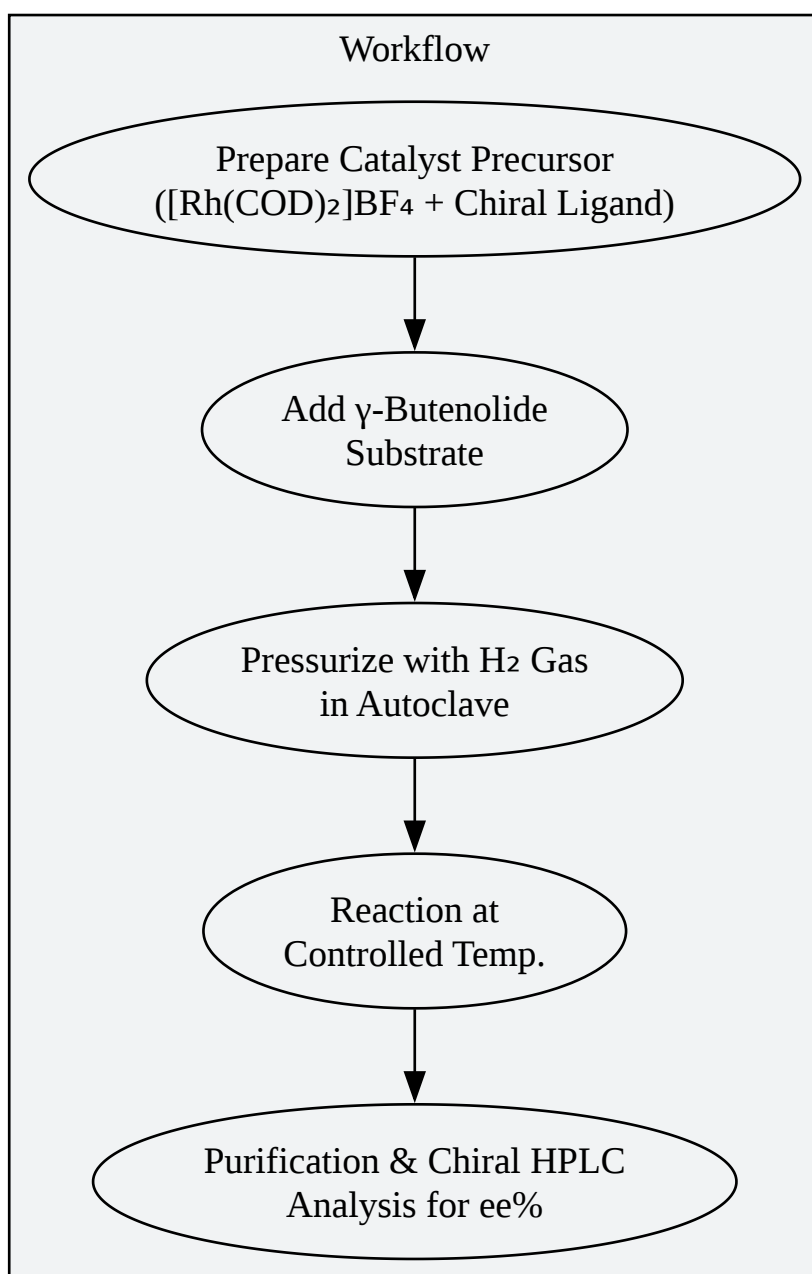 Workflow
Prepare Catalyst Precursor
([Rh(COD)₂]BF₄ + Chiral Ligand)
Add γ-Butenolide
Substrate
Pressurize with H₂ Gas
in Autoclave
Reaction at
Controlled Temp.
Purification & Chiral HPLC
Analysis for ee%